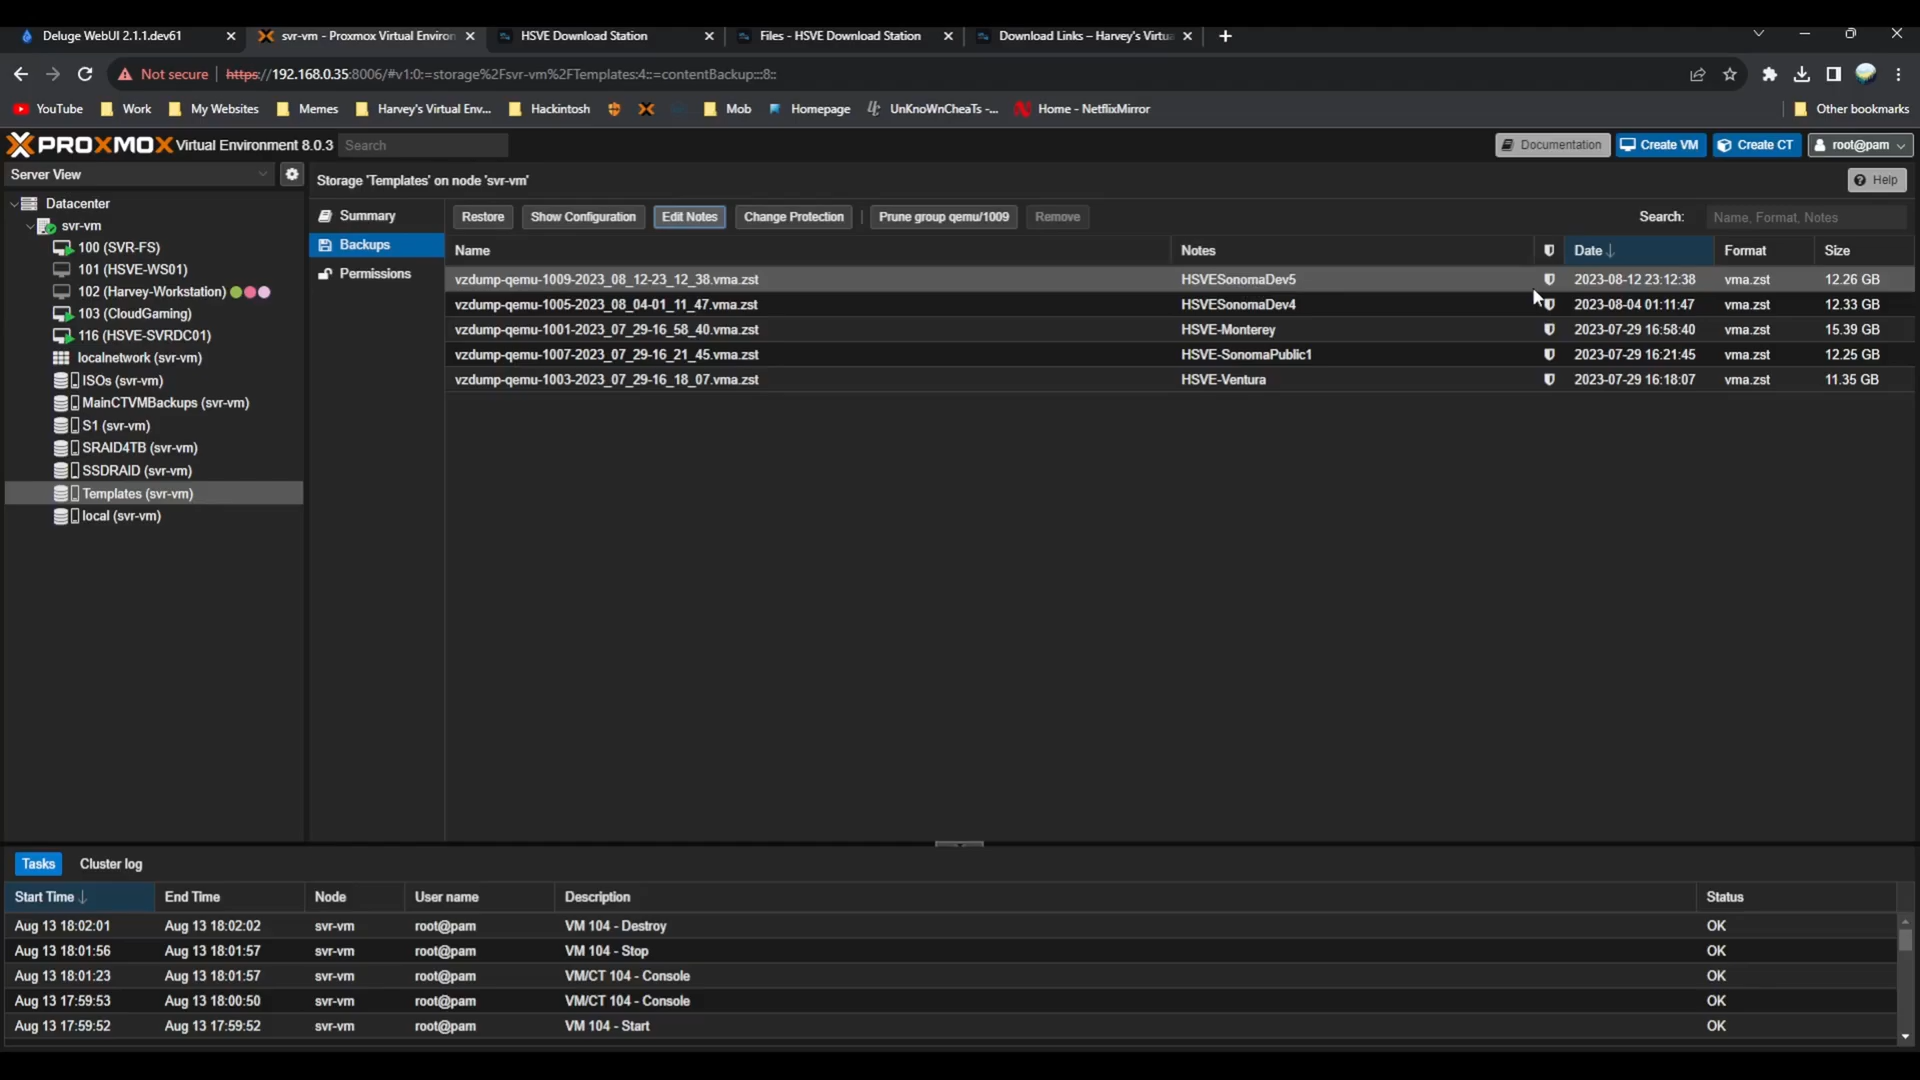 Deluge WebUI 2.1.1.dev61
svr-vm - Proxmox Virtual Environ
HSVE Download Station
Files - HSVE Download Station
Download Links – Harvey's Virtua
Not secure
https://192.168.0.35:8006/#v1:0:=storage%2Fsvr-vm%2FTemplates:4::=contentBackup:::8::
YouTube
Work
My Websites
Memes
Harvey's Virtual Env...
Hackintosh
Mob
Homepage
UnKnoWnCheaTs -...
Home - NetflixMirror
Other bookmarks
PROXMOX Virtual Environment 8.0.3
Search
Documentation
Create VM
Create CT
root@pam
Server View
Storage 'Templates' on node 'svr-vm'
Help
Datacenter
svr-vm
100 (SVR-FS)
101 (HSVE-WS01)
102 (Harvey-Workstation)
103 (CloudGaming)
116 (HSVE-SVRDC01)
localnetwork (svr-vm)
ISOs (svr-vm)
MainCTVMBackups (svr-vm)
S1 (svr-vm)
SRAID4TB (svr-vm)
SSDRAID (svr-vm)
Templates (svr-vm)
local (svr-vm)
Summary
Backups
Permissions
Restore
Show Configuration
Edit Notes
Change Protection
Prune group qemu/1009
Remove
Search:
Name, Format, Notes
Name Notes Date Format Size
vzdump-qemu-1009-2023_08_12-23_12_38.vma.zst HSVESonomaDev5 2023-08-12 23:12:38 vma.zst 12.26 GB
vzdump-qemu-1005-2023_08_04-01_11_47.vma.zst HSVESonomaDev4 2023-08-04 01:11:47 vma.zst 12.33 GB
vzdump-qemu-1001-2023_07_29-16_58_40.vma.zst HSVE-Monterey 2023-07-29 16:58:40 vma.zst 15.39 GB
vzdump-qemu-1007-2023_07_29-16_21_45.vma.zst HSVE-SonomaPublic1 2023-07-29 16:21:45 vma.zst 12.25 GB
vzdump-qemu-1003-2023_07_29-16_18_07.vma.zst HSVE-Ventura 2023-07-29 16:18:07 vma.zst 11.35 GB
Tasks
Cluster log
Start Time End Time Node User name Description Status
Aug 13 18:02:01 Aug 13 18:02:02 svr-vm root@pam VM 104 - Destroy OK
Aug 13 18:01:56 Aug 13 18:01:57 svr-vm root@pam VM 104 - Stop OK
Aug 13 18:01:23 Aug 13 18:01:57 svr-vm root@pam VM/CT 104 - Console OK
Aug 13 17:59:53 Aug 13 18:00:50 svr-vm root@pam VM/CT 104 - Console OK
Aug 13 17:59:52 Aug 13 17:59:52 svr-vm root@pam VM 104 - Start OK